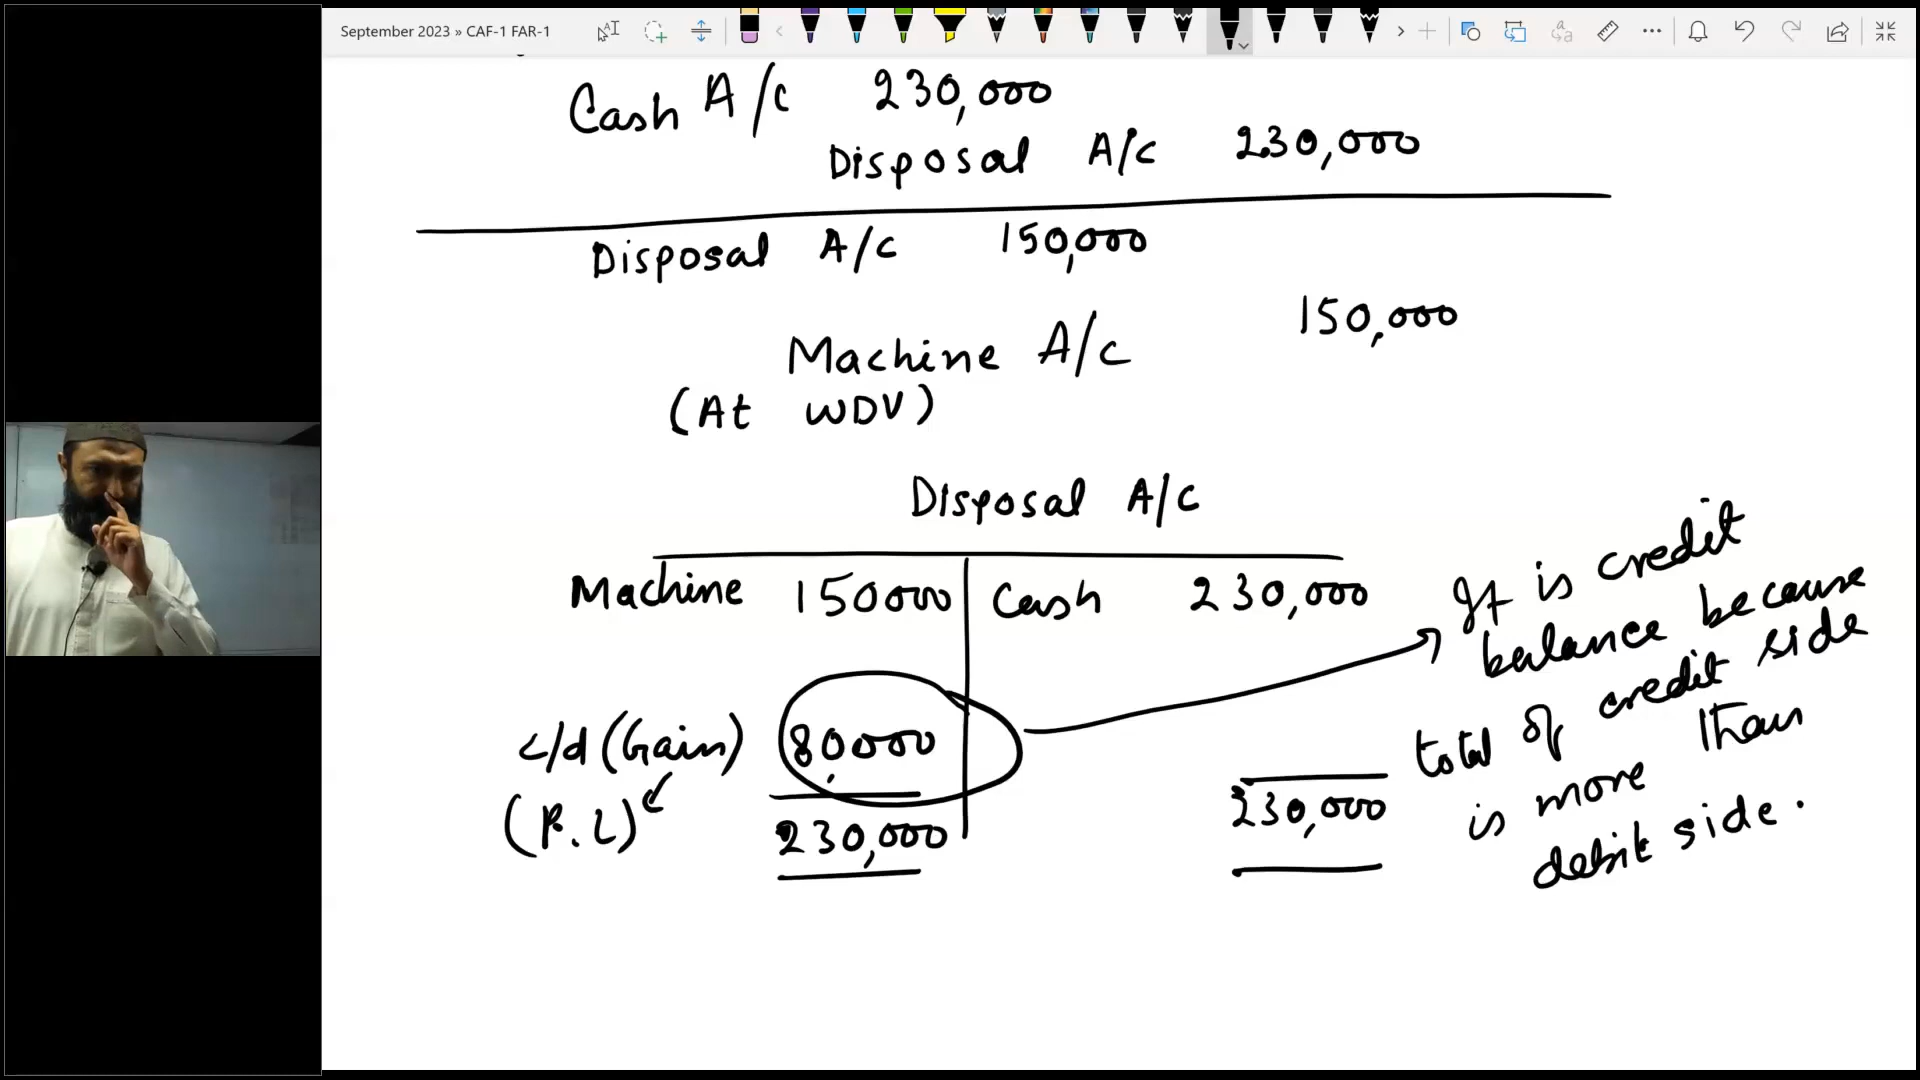 September 2023 » CAF-1 FAR-1
Cash A/c 230,000
Disposal A/c 230,000
Disposal A/c 150,000
Machine A/c 150,000
(At WDV)
Disposal A/c
Machine 150000 Cash 230,000
c/d (Gain) 80,000
(P.L)
230,000 230,000
It is credit
balance because
total of credit side
is more than
debit side.